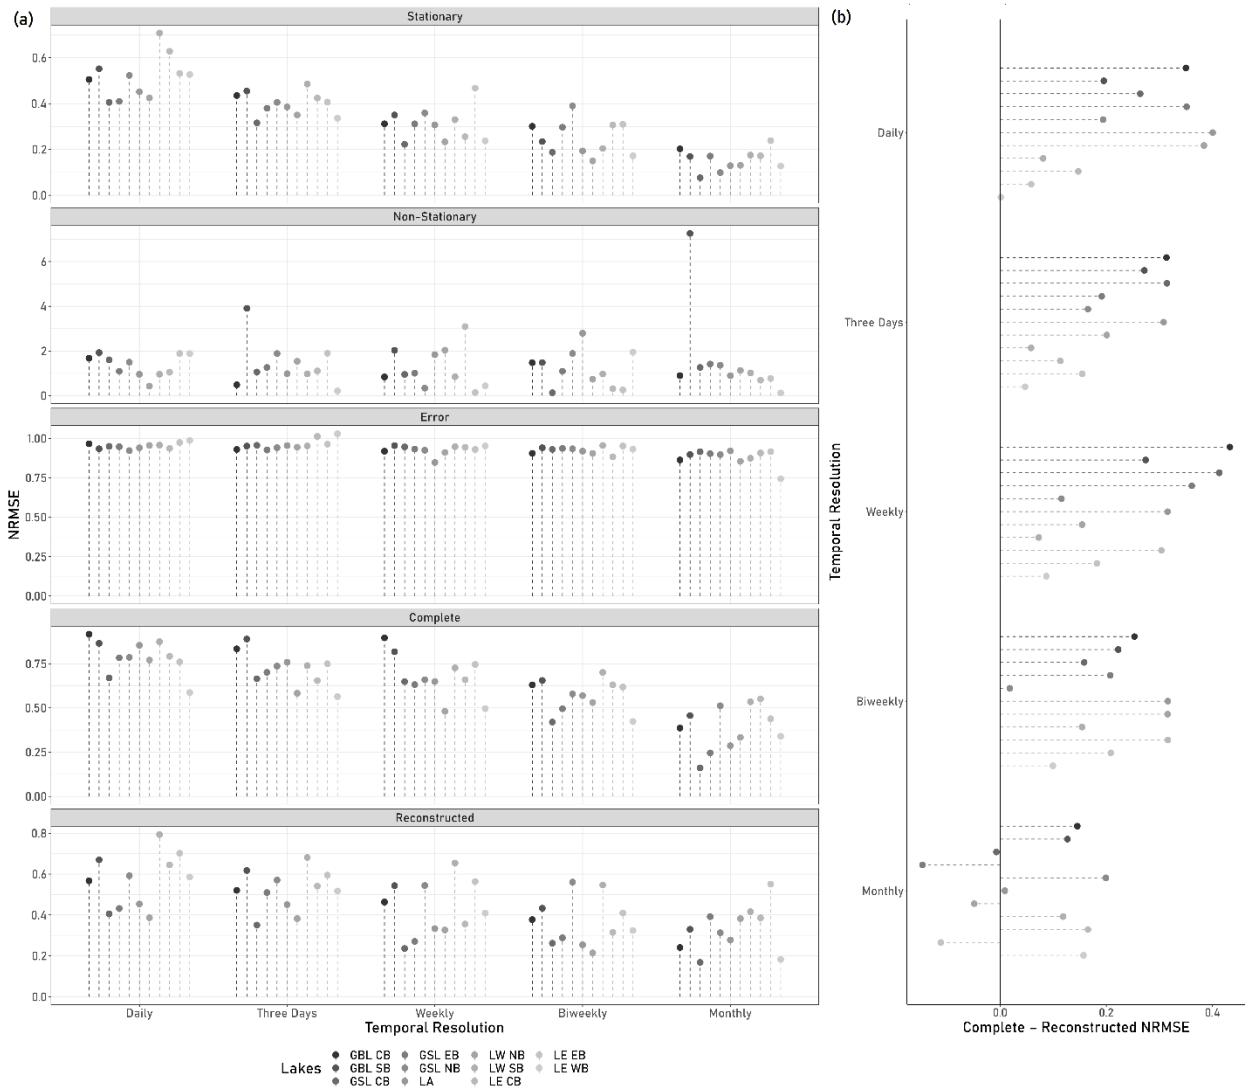 (a)
Stationary
0.6
0.4
0.2
0.0
Non-Stationary
6
4
2
0
Error
1.00
0.75
0.50
0.25
0.00
NRMSE
Complete
0.75
0.50
0.25
0.00
Reconstructed
0.8
0.6
0.4
0.2
0.0
Daily Three Days Weekly Biweekly Monthly
Temporal Resolution
Lakes
GBL CB GSL EB LW NB LE EB
GBL SB GSL NB LW SB LE WB
GSL CB LA LE CB
(b)
Daily
Three Days
Weekly
Biweekly
Monthly
Temporal Resolution
0.0 0.2 0.4
Complete – Reconstructed NRMSE